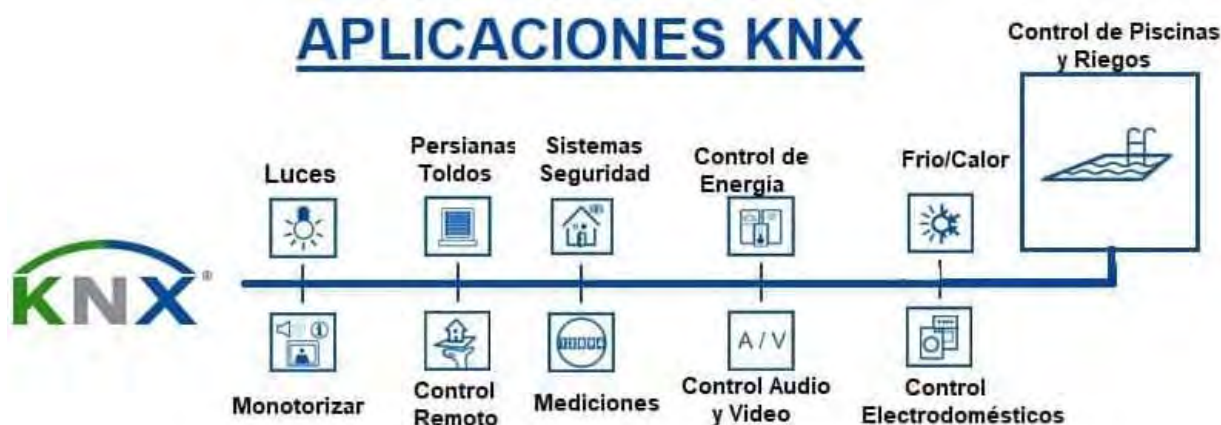 APLICACIONES KNX
Control de Piscinas
y Riegos
Luces
Persianas
Toldos
Sistemas
Seguridad
Control de
Energía
Frio/Calor
KNX®
A / V
Monotorizar
Control
Remoto
Mediciones
Control Audio
y Video
Control
Electrodomésticos